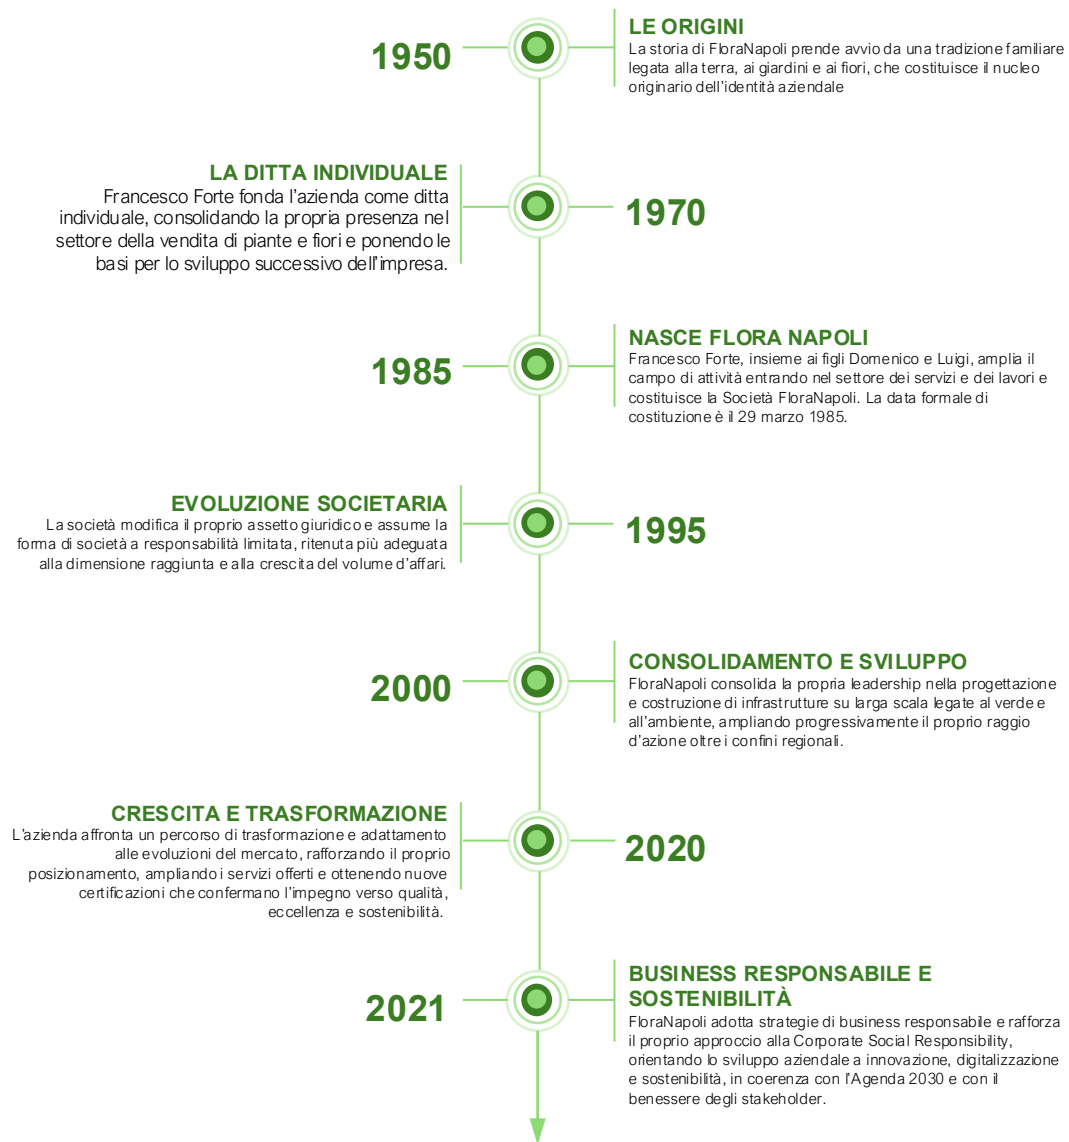 1950
LE ORIGINI
La storia di FloraNapoli prende avvio da una tradizione familiare
legata alla terra, ai giardini e ai fiori, che costituisce il nucleo
originario dell'identità aziendale
LA DITTA INDIVIDUALE
Francesco Forte fonda l'azienda come ditta
individuale, consolidando la propria presenza nel
settore della vendita di piante e fiori e ponendo le
basi per lo sviluppo successivo dell'impresa.
1970
1985
NASCE FLORA NAPOLI
Francesco Forte, insieme ai figli Domenico e Luigi, amplia il
campo di attività entrando nel settore dei servizi e dei lavori e
costituisce la Società FloraNapoli. La data formale di
costituzione è il 29 marzo 1985.
EVOLUZIONE SOCIETARIA
La società modifica il proprio assetto giuridico e assume la
forma di società a responsabilità limitata, ritenuta più adeguata
alla dimensione raggiunta e alla crescita del volume d'affari.
1995
2000
CONSOLIDAMENTO E SVILUPPO
FloraNapoli consolida la propria leadership nella progettazione
e costruzione di infrastrutture su larga scala legate al verde e
all'ambiente, ampliando progressivamente il proprio raggio
d'azione oltre i confini regionali.
CRESCITA E TRASFORMAZIONE
L'azienda affronta un percorso di trasformazione e adattamento
alle evoluzioni del mercato, rafforzando il proprio
posizionamento, ampliando i servizi offerti e ottenendo nuove
certificazioni che confermano l'impegno verso qualità,
eccellenza e sostenibilità.
2020
2021
BUSINESS RESPONSABILE E
SOSTENIBILITÀ
FloraNapoli adotta strategie di business responsabile e rafforza
il proprio approccio alla Corporate Social Responsibility,
orientando lo sviluppo aziendale a innovazione, digitalizzazione
e sostenibilità, in coerenza con l'Agenda 2030 e con il
benessere degli stakeholder.